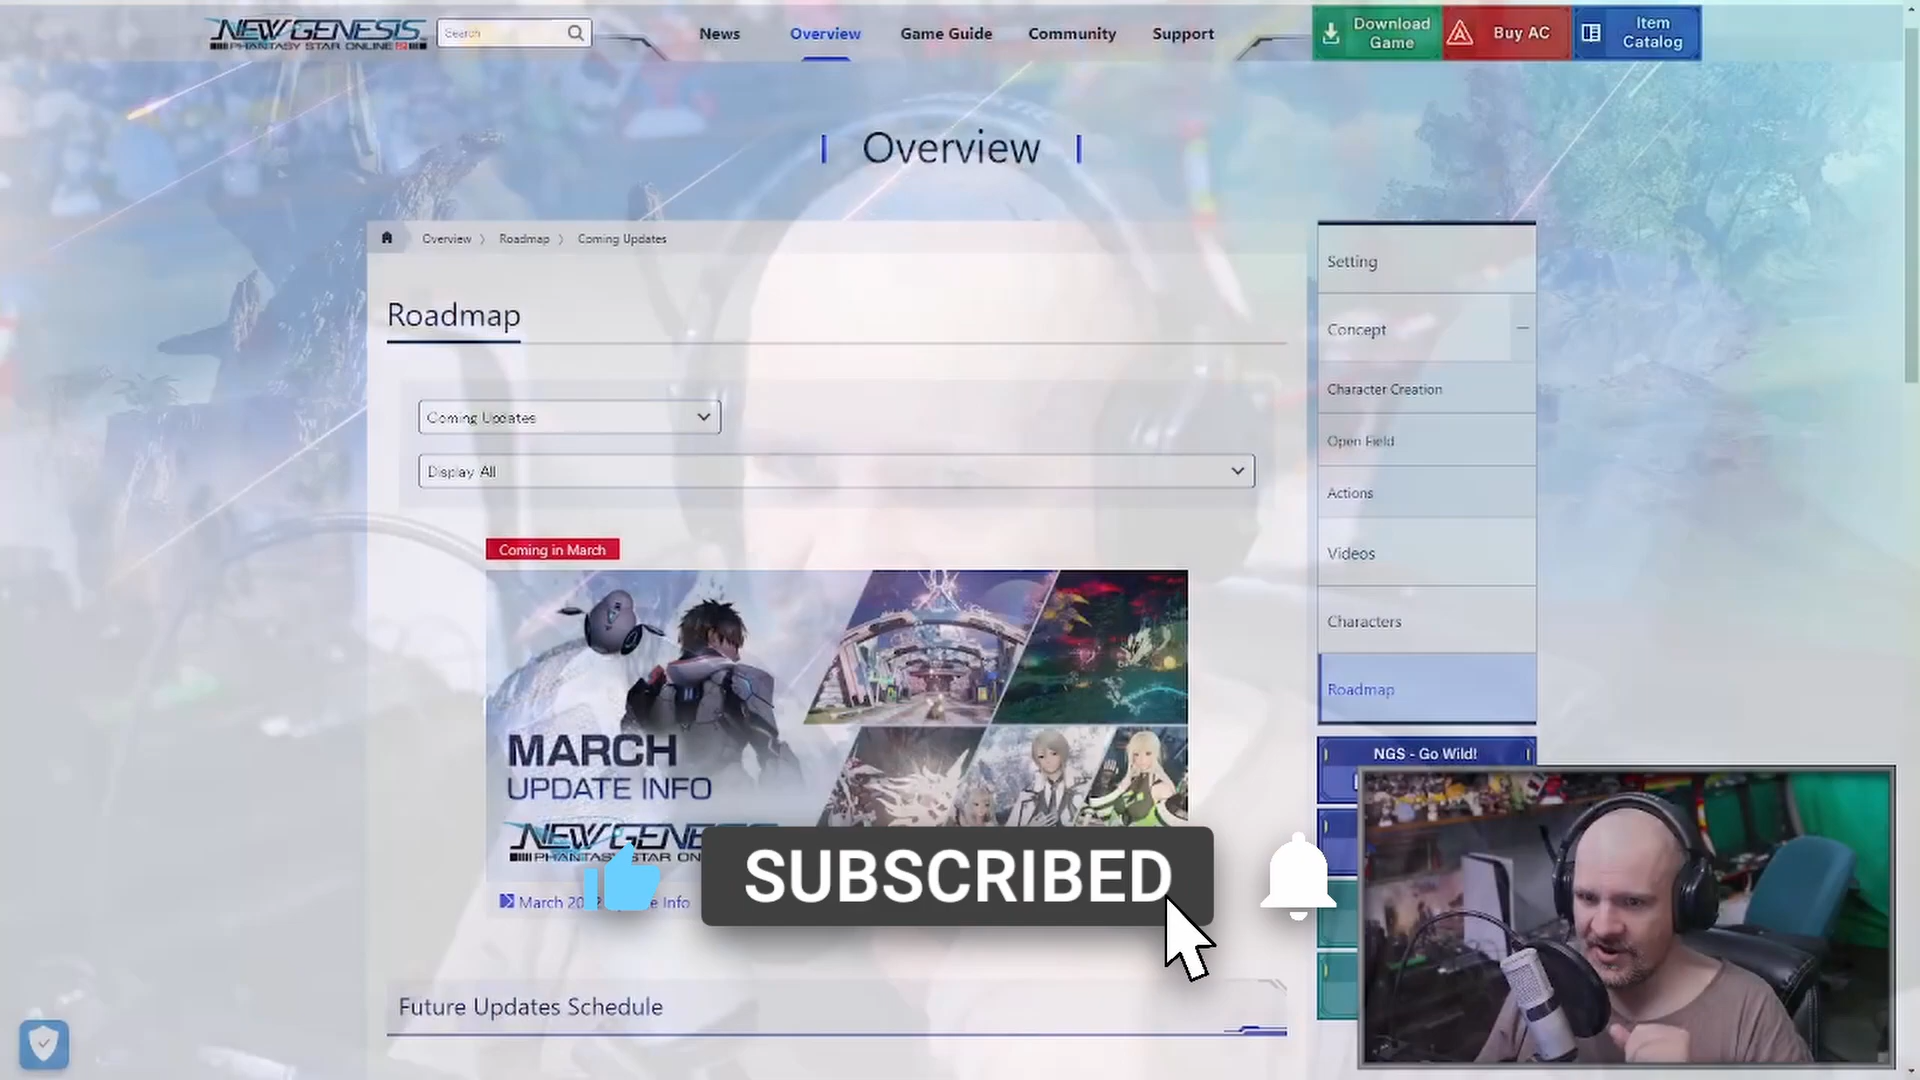 NEW GENESIS
PHANTASY STAR ONLINE 2
Search
News
Overview
Game Guide
Community
Support
Download
Game
Buy AC
Item
Catalog
Overview
Overview
Roadmap
Coming Updates
Roadmap
Coming Updates
Display All
Coming in March
MARCH
UPDATE INFO
NEW GENE
PHANTASY STAR ON
March 20
e Info
Future Updates Schedule
SUBSCRIBED
Setting
Concept
Character Creation
Open Field
Actions
Videos
Characters
Roadmap
NGS - Go Wild!